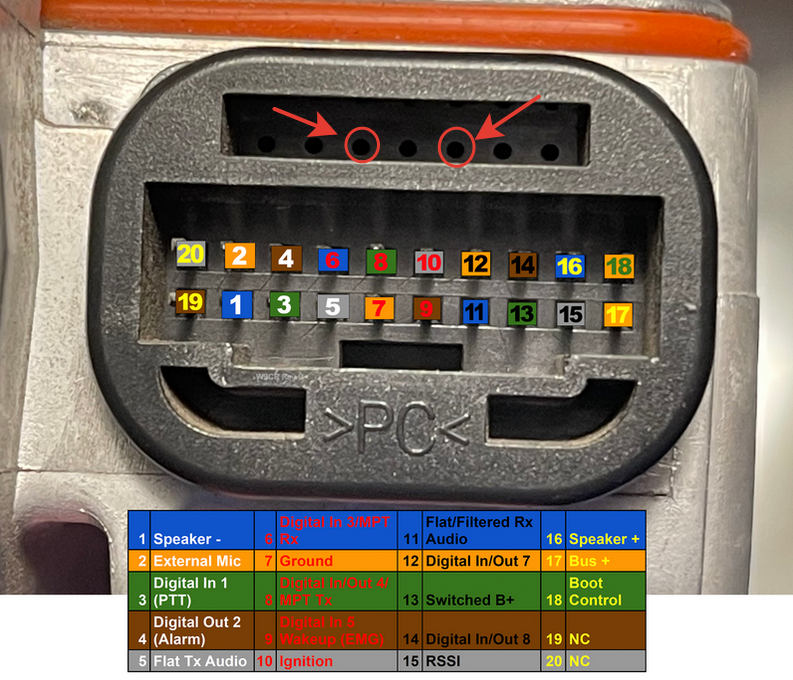 20 2 4 6 8 10 12 14 16 18
19 1 3 5 7 9 11 13 15 17
>PC<
1 Speaker -
2 External Mic
3 Digital In 1 (PTT)
4 Digital Out 2 (Alarm)
5 Flat Tx Audio
6 Digital In 3/MPT Rx
7 Ground
8 Digital In/Out 4/ MPT Tx
9 Digital In 5 Wakeup (EMG)
10 Ignition
11 Flat/Filtered Rx Audio
12 Digital In/Out 7
13 Switched B+
14 Digital In/Out 8
15 RSSI
16 Speaker +
17 Bus +
18 Boot Control
19 NC
20 NC